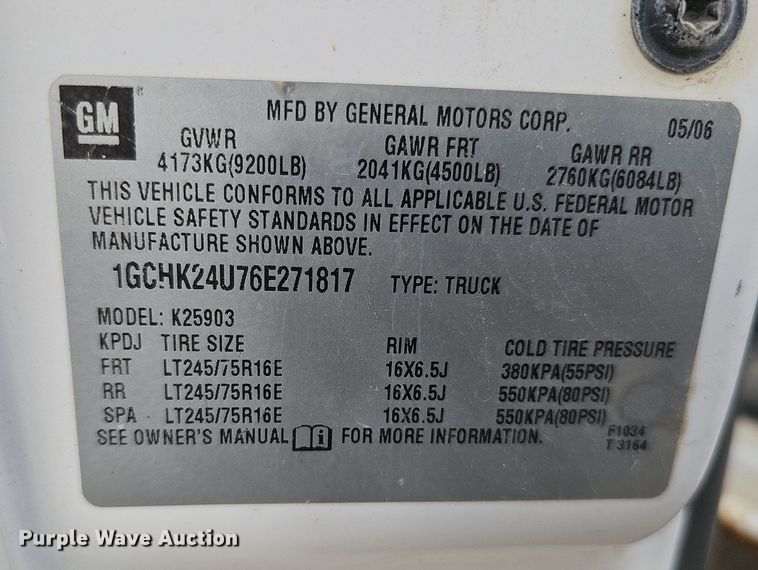 GM
MFD BY GENERAL MOTORS CORP. 05/06
GVWR GAWR FRT GAWR RR
4173KG(9200LB) 2041KG(4500LB) 2760KG(6084LB)
THIS VEHICLE CONFORMS TO ALL APPLICABLE U.S. FEDERAL MOTOR
VEHICLE SAFETY STANDARDS IN EFFECT ON THE DATE OF
MANUFACTURE SHOWN ABOVE.
1GCHK24U76E271817 TYPE: TRUCK
MODEL: K25903
KPDJ TIRE SIZE RIM COLD TIRE PRESSURE
FRT LT245/75R16E 16X6.5J 380KPA(55PSI)
RR LT245/75R16E 16X6.5J 550KPA(80PSI)
SPA LT245/75R16E 16X6.5J 550KPA(80PSI)
SEE OWNER'S MANUAL FOR MORE INFORMATION.
F1034
T 3164
Purple Wave Auction